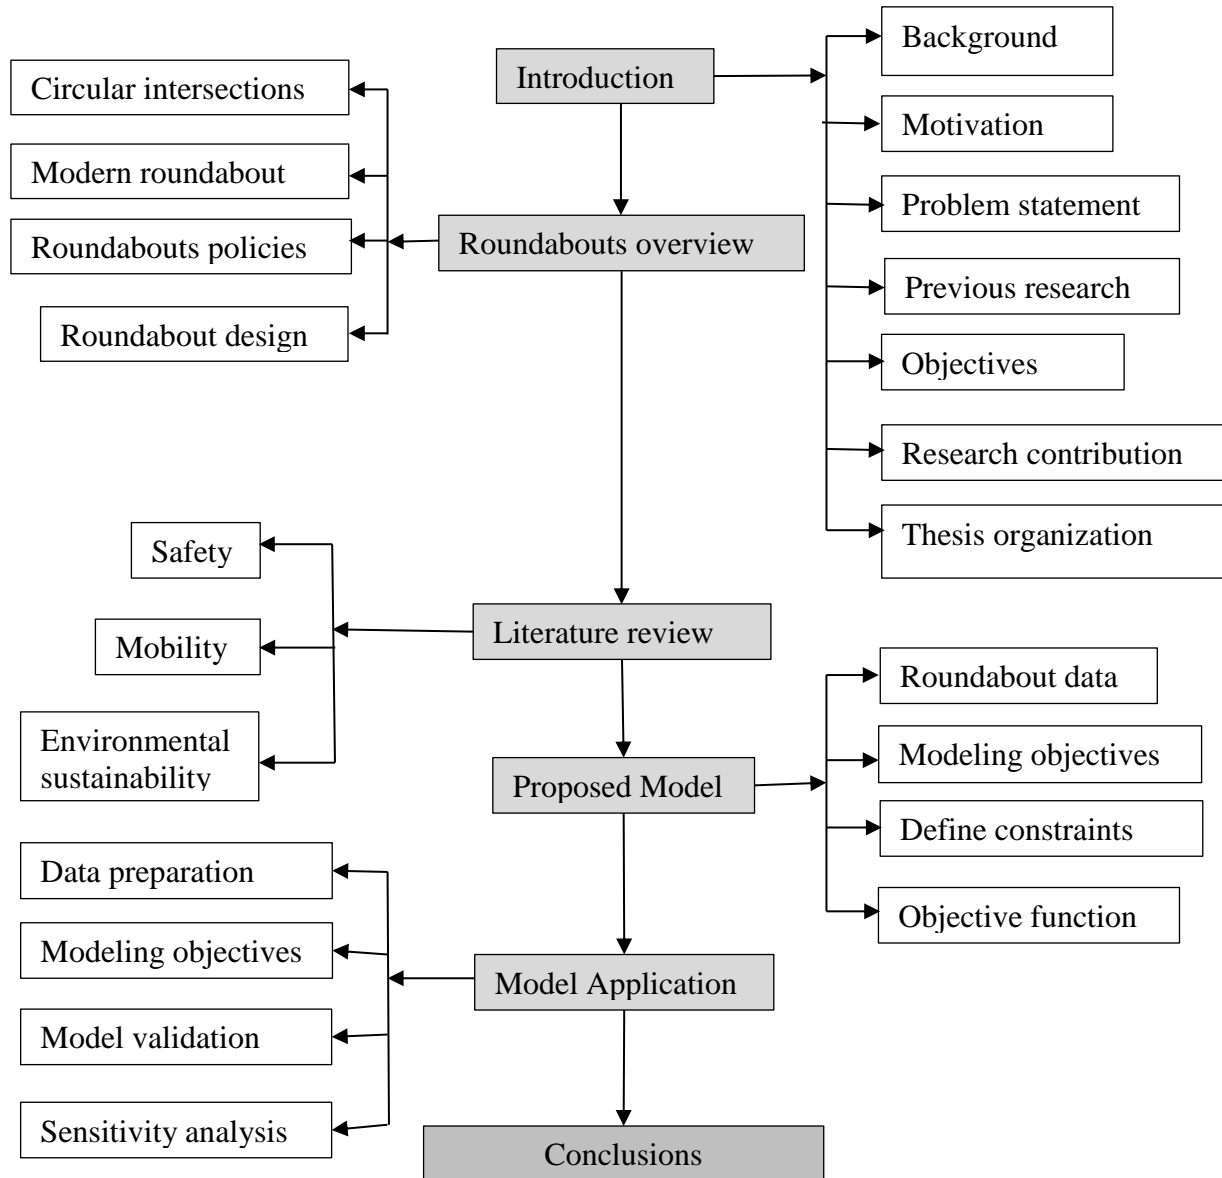 Introduction
Background
Motivation
Problem statement
Previous research
Objectives
Research contribution
Thesis organization
Roundabouts overview
Circular intersections
Modern roundabout
Roundabouts policies
Roundabout design
Literature review
Safety
Mobility
Environmental
sustainability
Proposed Model
Roundabout data
Modeling objectives
Define constraints
Objective function
Model Application
Data preparation
Modeling objectives
Model validation
Sensitivity analysis
Conclusions